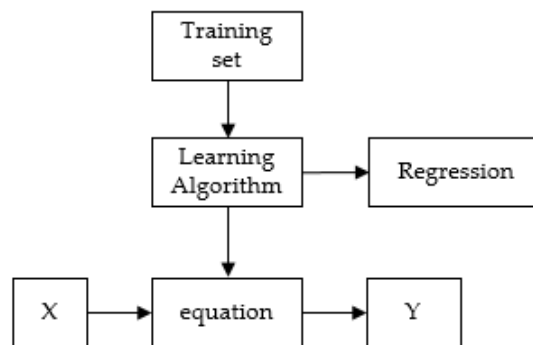 Training
set
Learning
Algorithm
Regression
X
equation
Y